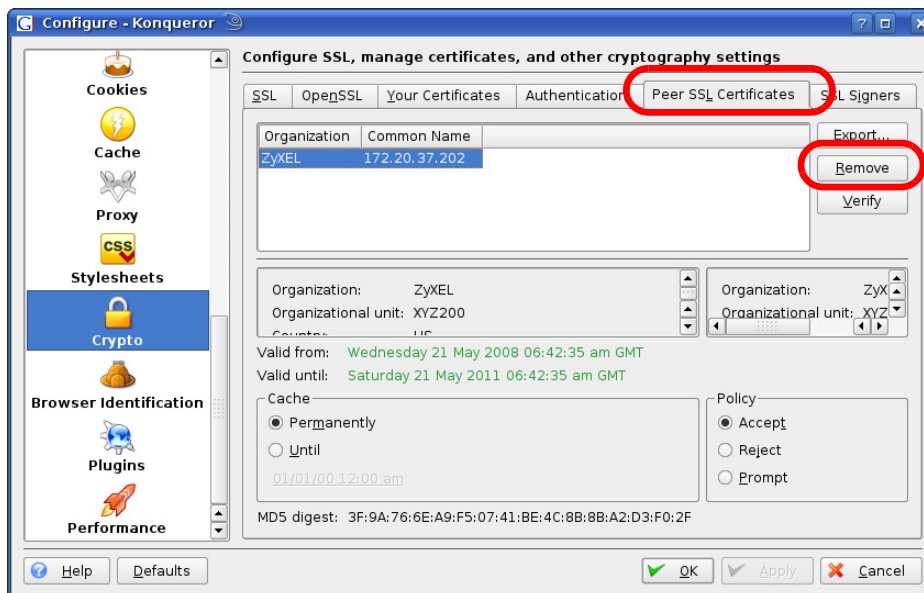 Configure - Konqueror
Cookies
Cache
Proxy
CSS
Stylesheets
Crypto
Browser Identification
Plugins
Performance
Configure SSL, manage certificates, and other cryptography settings
SSL OpenSSL Your Certificates Authentication Peer SSL Certificates SSL Signers
Organization Common Name
ZyXEL 172.20.37.202
Export...
Remove
Verify
Organization: ZyXEL
Organizational unit: XYZ200
Country: US
Organization: ZyX
Organizational unit: XYZ
Valid from: Wednesday 21 May 2008 06:42:35 am GMT
Valid until: Saturday 21 May 2011 06:42:35 am GMT
Cache
Permanently
Until
01/01/00 12:00 am
Policy
Accept
Reject
Prompt
MD5 digest: 3F:9A:76:6E:A9:F5:07:41:BE:4C:8B:8B:A2:D3:F0:2F
Help Defaults OK Apply Cancel